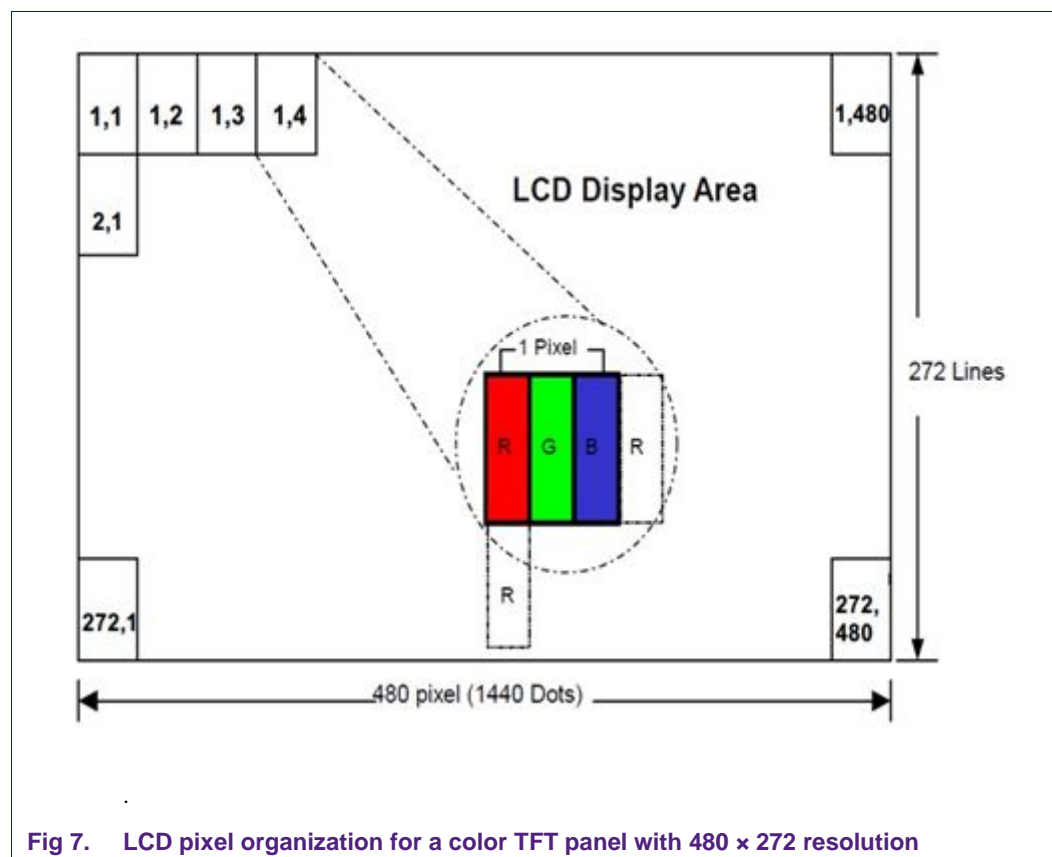 1,1 1,2 1,3 1,4 1,480
LCD Display Area
2,1
1 Pixel
272 Lines
R G B R
R
272,1
272,
480
480 pixel (1440 Dots)
.
Fig 7. LCD pixel organization for a color TFT panel with 480 × 272 resolution